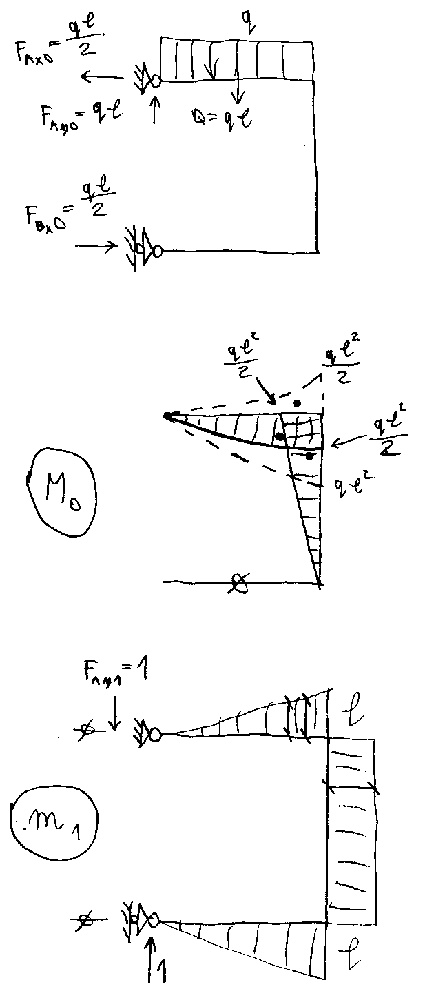 q
F_Ax0 = qℓ/2
F_Ay0 = qℓ
Q = qℓ
F_Bx0 = qℓ/2
qℓ²/2
qℓ²/2
qℓ²/2
qℓ²
M₀
F_Ay1 = 1
ℓ
m₁
ℓ
1